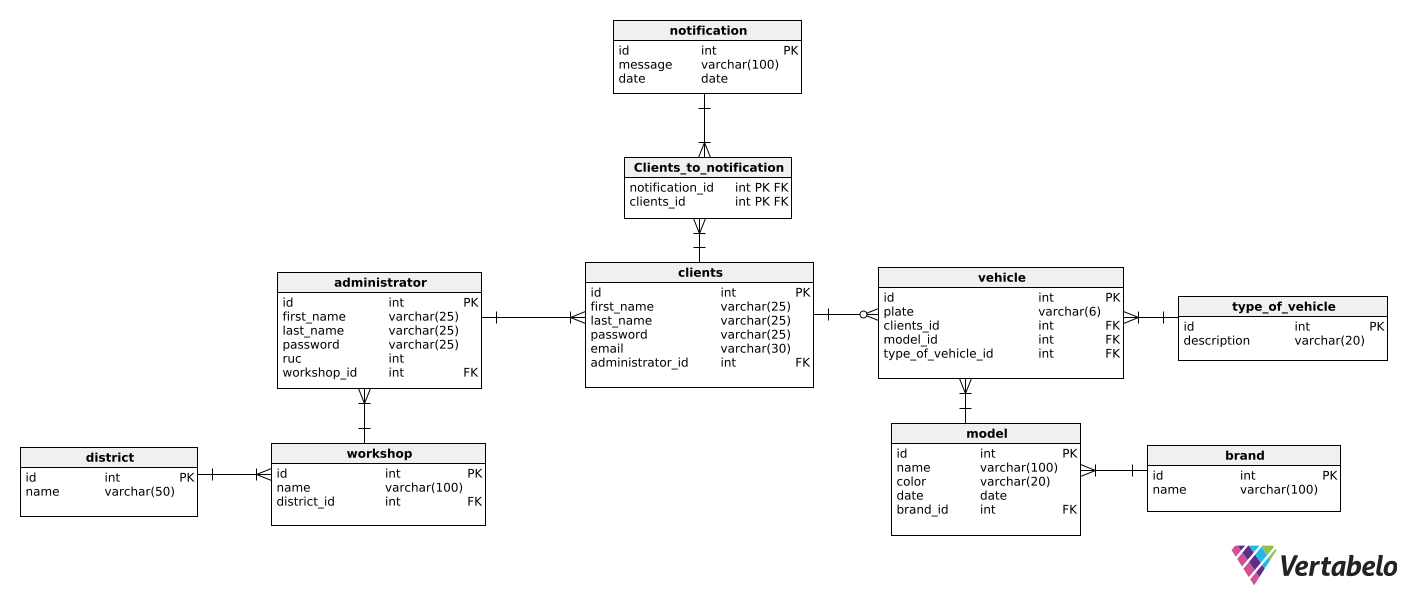 notification
id int PK
message varchar(100)
date date
Clients_to_notification
notification_id int PK FK
clients_id int PK FK
administrator
id int PK
first_name varchar(25)
last_name varchar(25)
password varchar(25)
ruc int
workshop_id int FK
clients
id int PK
first_name varchar(25)
last_name varchar(25)
password varchar(25)
email varchar(30)
administrator_id int FK
vehicle
id int PK
plate varchar(6)
clients_id int FK
model_id int FK
type_of_vehicle_id int FK
type_of_vehicle
id int PK
description varchar(20)
district
id int PK
name varchar(50)
workshop
id int PK
name varchar(100)
district_id int FK
model
id int PK
name varchar(100)
color varchar(20)
date date
brand_id int FK
brand
id int PK
name varchar(100)
Vertabelo